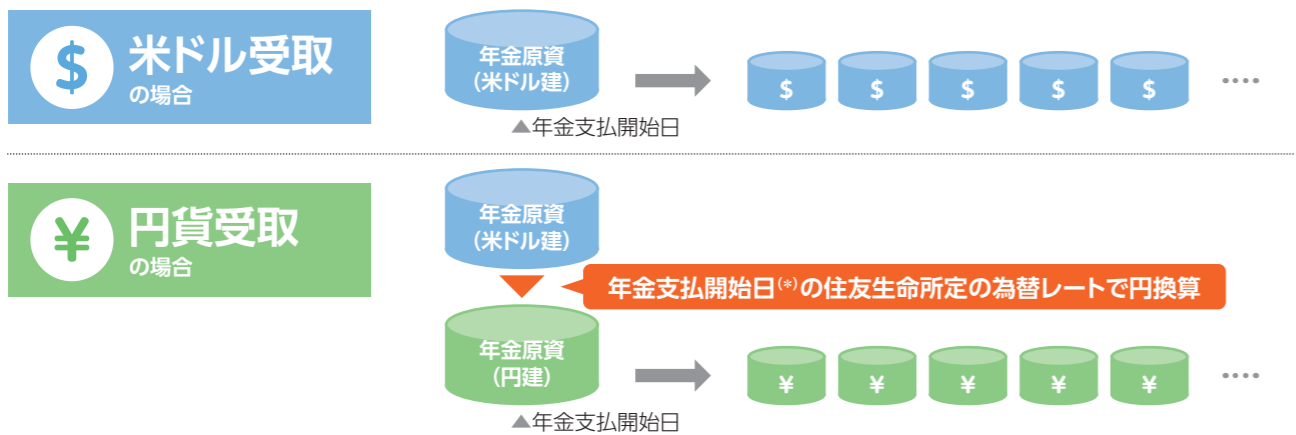 $ 米ドル受取
の場合
年金原資
(米ドル建)
$ $ $ $ $ ‥‥
▲年金支払開始日
¥ 円貨受取
の場合
年金原資
(米ドル建)
年金支払開始日(*)の住友生命所定の為替レートで円換算
年金原資
(円建)
¥ ¥ ¥ ¥ ¥ ‥‥
▲年金支払開始日